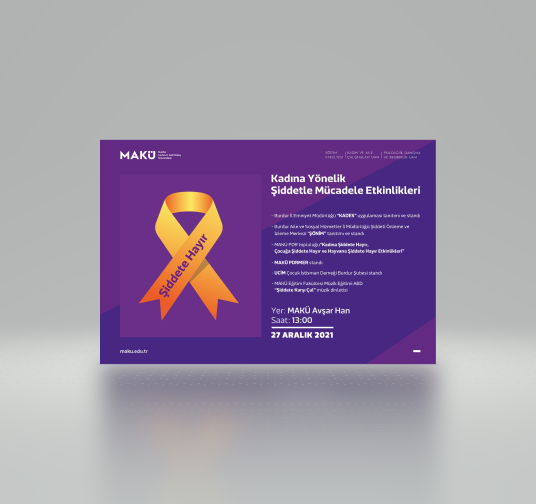 MAKÜ
Kadına Yönelik
Şiddetle Mücadele Etkinlikleri
- Burdur İl Emniyet Müdürlüğü "KADES" uygulaması tanıtımı ve standı
- Burdur Aile ve Sosyal Hizmetler İl Müdürlüğü Şiddeti Önleme ve
İzleme Merkezi "ŞÖNİM" tanıtımı ve standı
- MAKÜ PDR topluluğu "Kadına Şiddete Hayır,
Çocuğa Şiddete Hayır ve Hayvana Şiddete Hayır Etkinlikleri"
- MAKÜ PDRMER standı
- UCİM Çocuk İstismarı Derneği Burdur Şubesi standı
- MAKÜ Eğitim Fakültesi Müzik Eğitimi ABD
"Şiddete Karşı Çal" müzik dinletisi
Şiddete Hayır
Yer: MAKÜ Avşar Han
Saat: 13:00
27 ARALIK 2021
maku.edu.tr